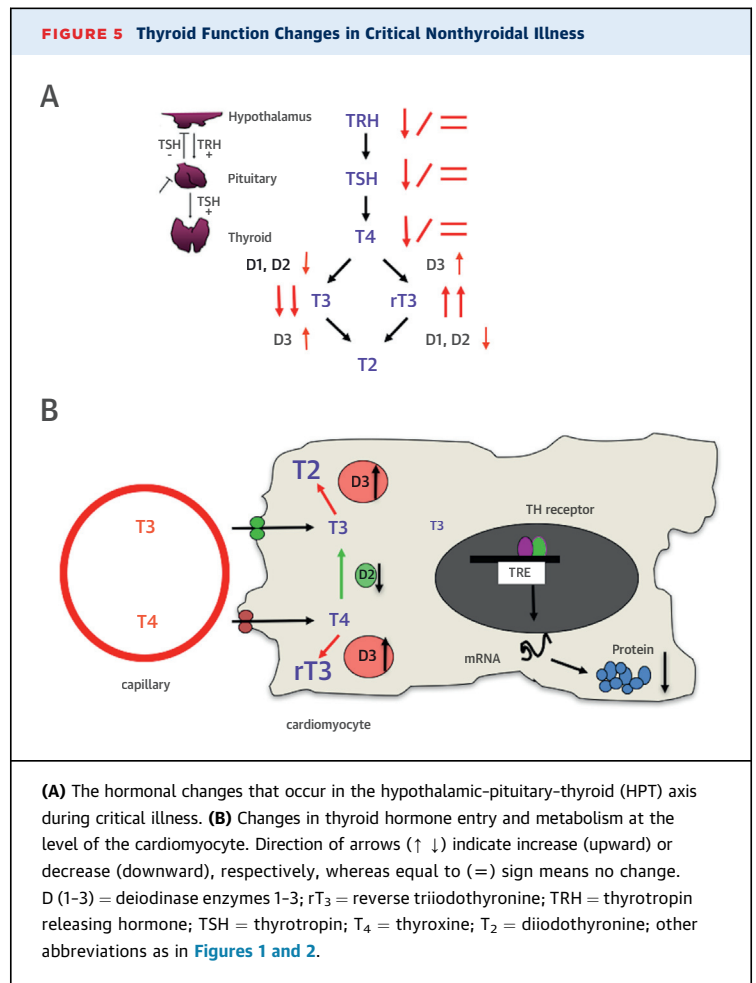 FIGURE 5 Thyroid Function Changes in Critical Nonthyroidal Illness
A
Hypothalamus
TSH TRH
- +
Pituitary
TSH
+
Thyroid
TRH ↓ / =
TSH ↓ / =
T4 ↓ / =
D1, D2 ↓
D3 ↑
T3
rT3
D3 ↑
D1, D2 ↓
T2
B
T3
T4
capillary
T2
D3
T3
D2
T4
D3
rT3
cardiomyocyte
T3
TH receptor
TRE
mRNA
Protein
(A) The hormonal changes that occur in the hypothalamic-pituitary-thyroid (HPT) axis
during critical illness. (B) Changes in thyroid hormone entry and metabolism at the
level of the cardiomyocyte. Direction of arrows (↑ ↓) indicate increase (upward) or
decrease (downward), respectively, whereas equal to (=) sign means no change.
D (1–3) = deiodinase enzymes 1–3; rT₃ = reverse triiodothyronine; TRH = thyrotropin
releasing hormone; TSH = thyrotropin; T₄ = thyroxine; T₂ = diiodothyronine; other
abbreviations as in Figures 1 and 2.